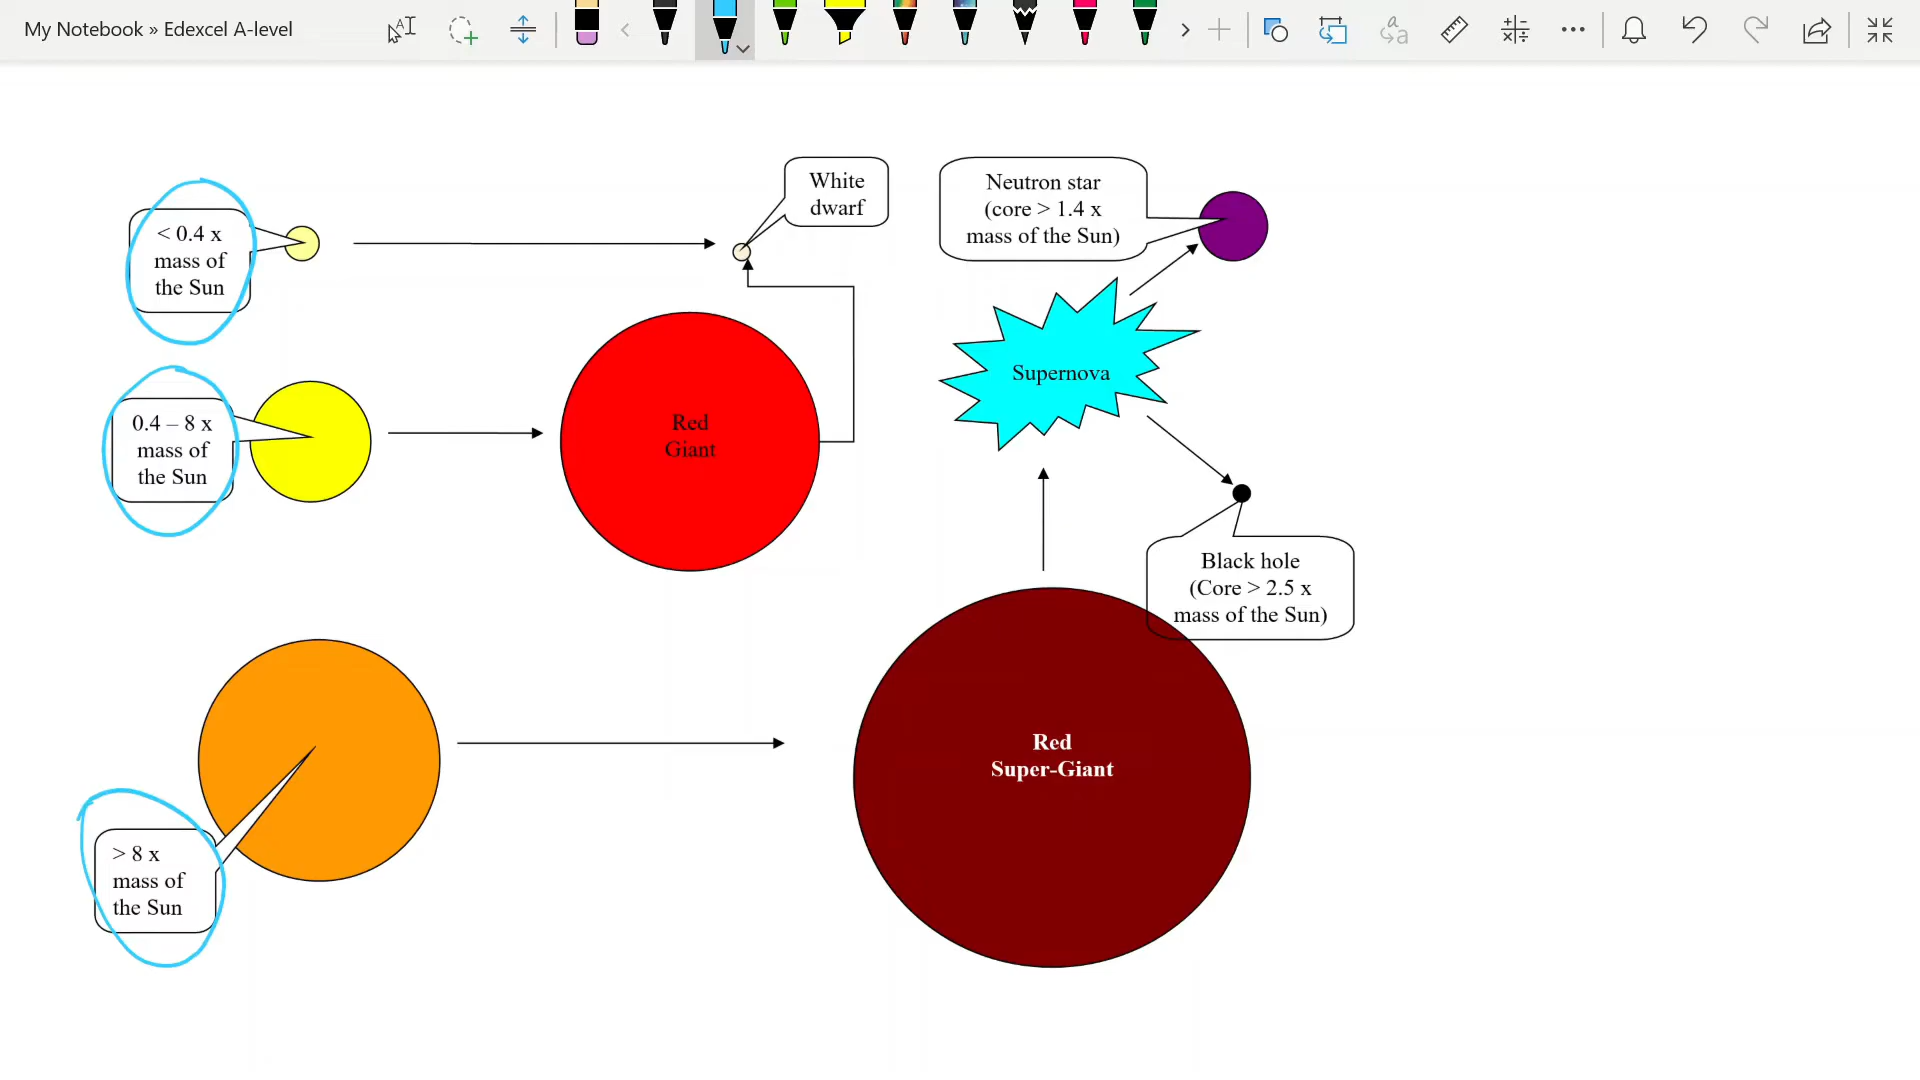 My Notebook » Edexcel A-level
< 0.4 x
mass of
the Sun
White
dwarf
Neutron star
(core > 1.4 x
mass of the Sun)
0.4 – 8 x
mass of
the Sun
Red
Giant
Supernova
Black hole
(Core > 2.5 x
mass of the Sun)
> 8 x
mass of
the Sun
Red
Super-Giant